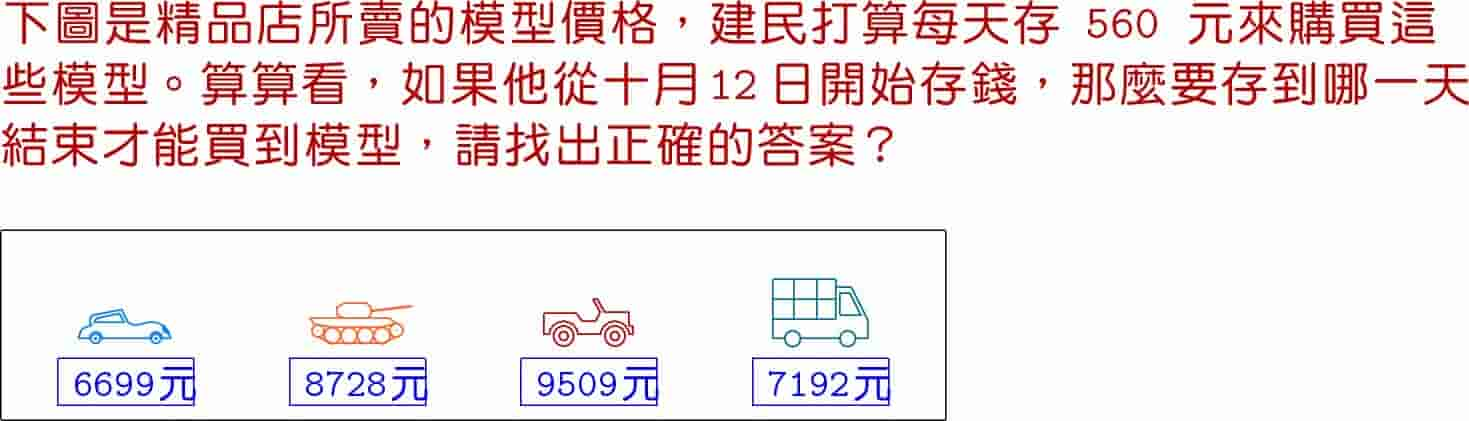 下圖是精品店所賣的模型價格，建民打算每天存 560 元來購買這
些模型。算算看，如果他從十月12日開始存錢，那麼要存到哪一天
結束才能買到模型，請找出正確的答案？
6699元 8728元 9509元 7192元